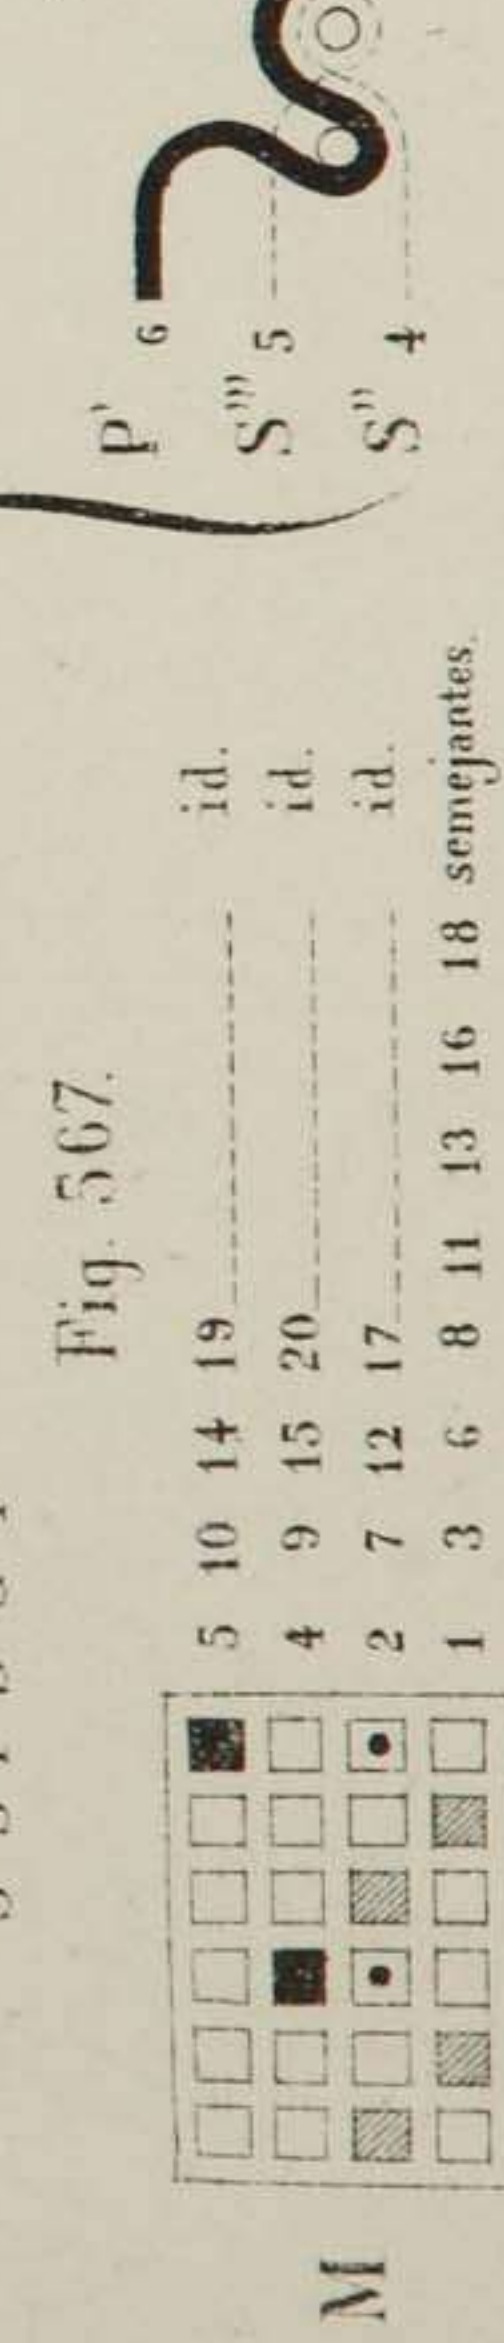 Fig. 567.
M
5 10 14 19 id.
4 9 15 20 id.
2 7 12 17 id.
1 3 6 8 11 13 16 18 semejantes.
P' 6
S''' 5
S'' 4